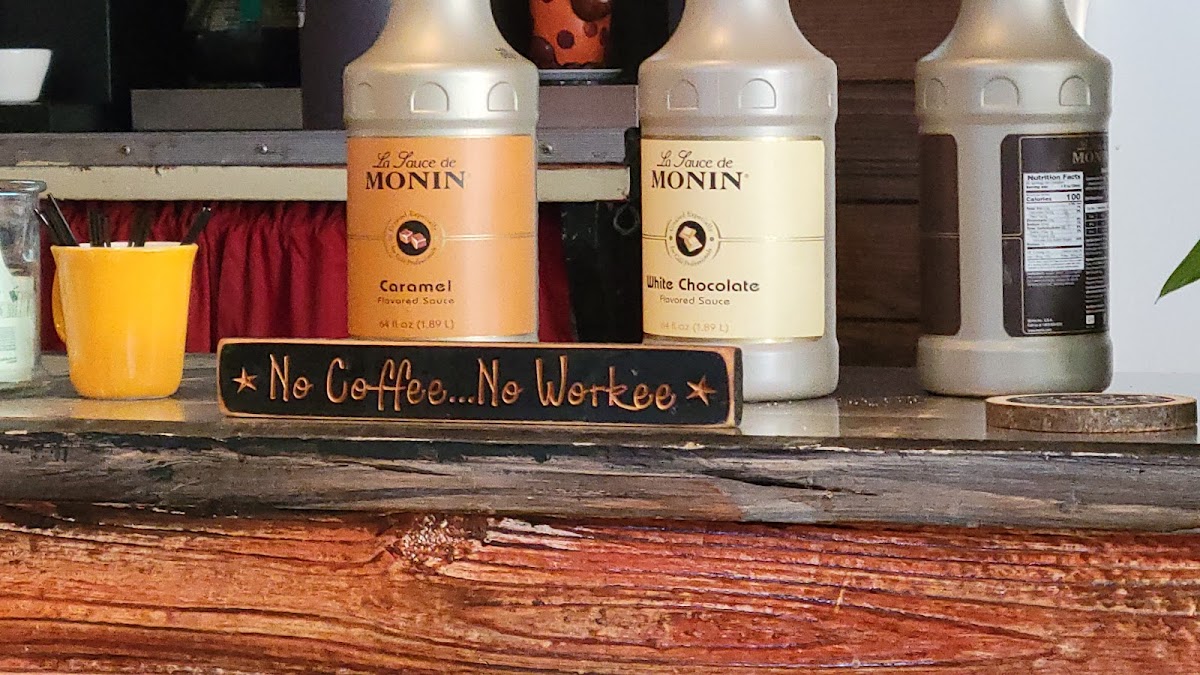 La Sauce de
MONIN®
Caramel
Flavored Sauce
64 fl oz (1.89 L)
La Sauce de
MONIN®
White Chocolate
Flavored Sauce
64 fl oz (1.89 L)
MON
Nutrition Facts
Calories 100
No Coffee...No Workee